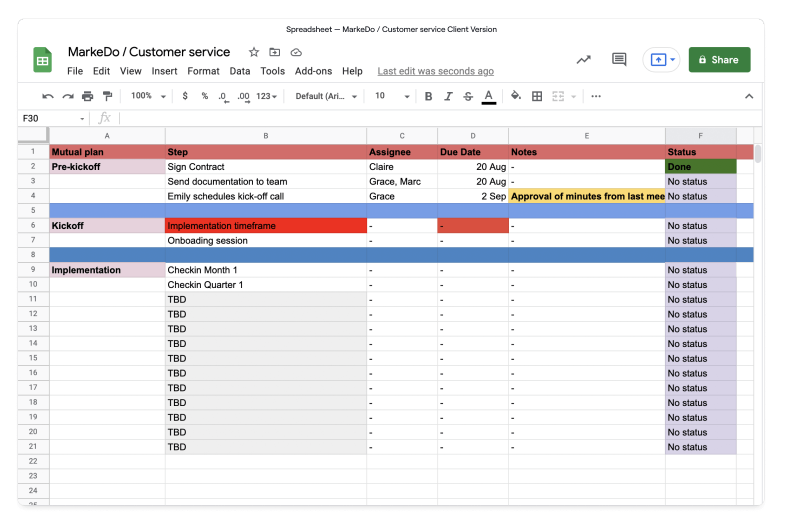 Spreadsheet – MarkeDo / Customer service Client Version
MarkeDo / Customer service
File Edit View Insert Format Data Tools Add-ons Help Last edit was seconds ago
Share
100% $ % .0 .00 123 Default (Ari... 10 B I S A ...
F30 fx
A B C D E F
1 Mutual plan Step Assignee Due Date Notes Status
2 Pre-kickoff Sign Contract Claire 20 Aug - Done
3 Send documentation to team Grace, Marc 20 Aug - No status
4 Emily schedules kick-off call Grace 2 Sep Approval of minutes from last mee No status
5
6 Kickoff Implementation timeframe - - - No status
7 Onboading session - - - No status
8
9 Implementation Checkin Month 1 - - - No status
10 Checkin Quarter 1 - - - No status
11 TBD - - - No status
12 TBD - - - No status
13 TBD - - - No status
14 TBD - - - No status
15 TBD - - - No status
16 TBD - - - No status
17 TBD - - - No status
18 TBD - - - No status
19 TBD - - - No status
20 TBD - - - No status
21 TBD - - - No status
22
23
24